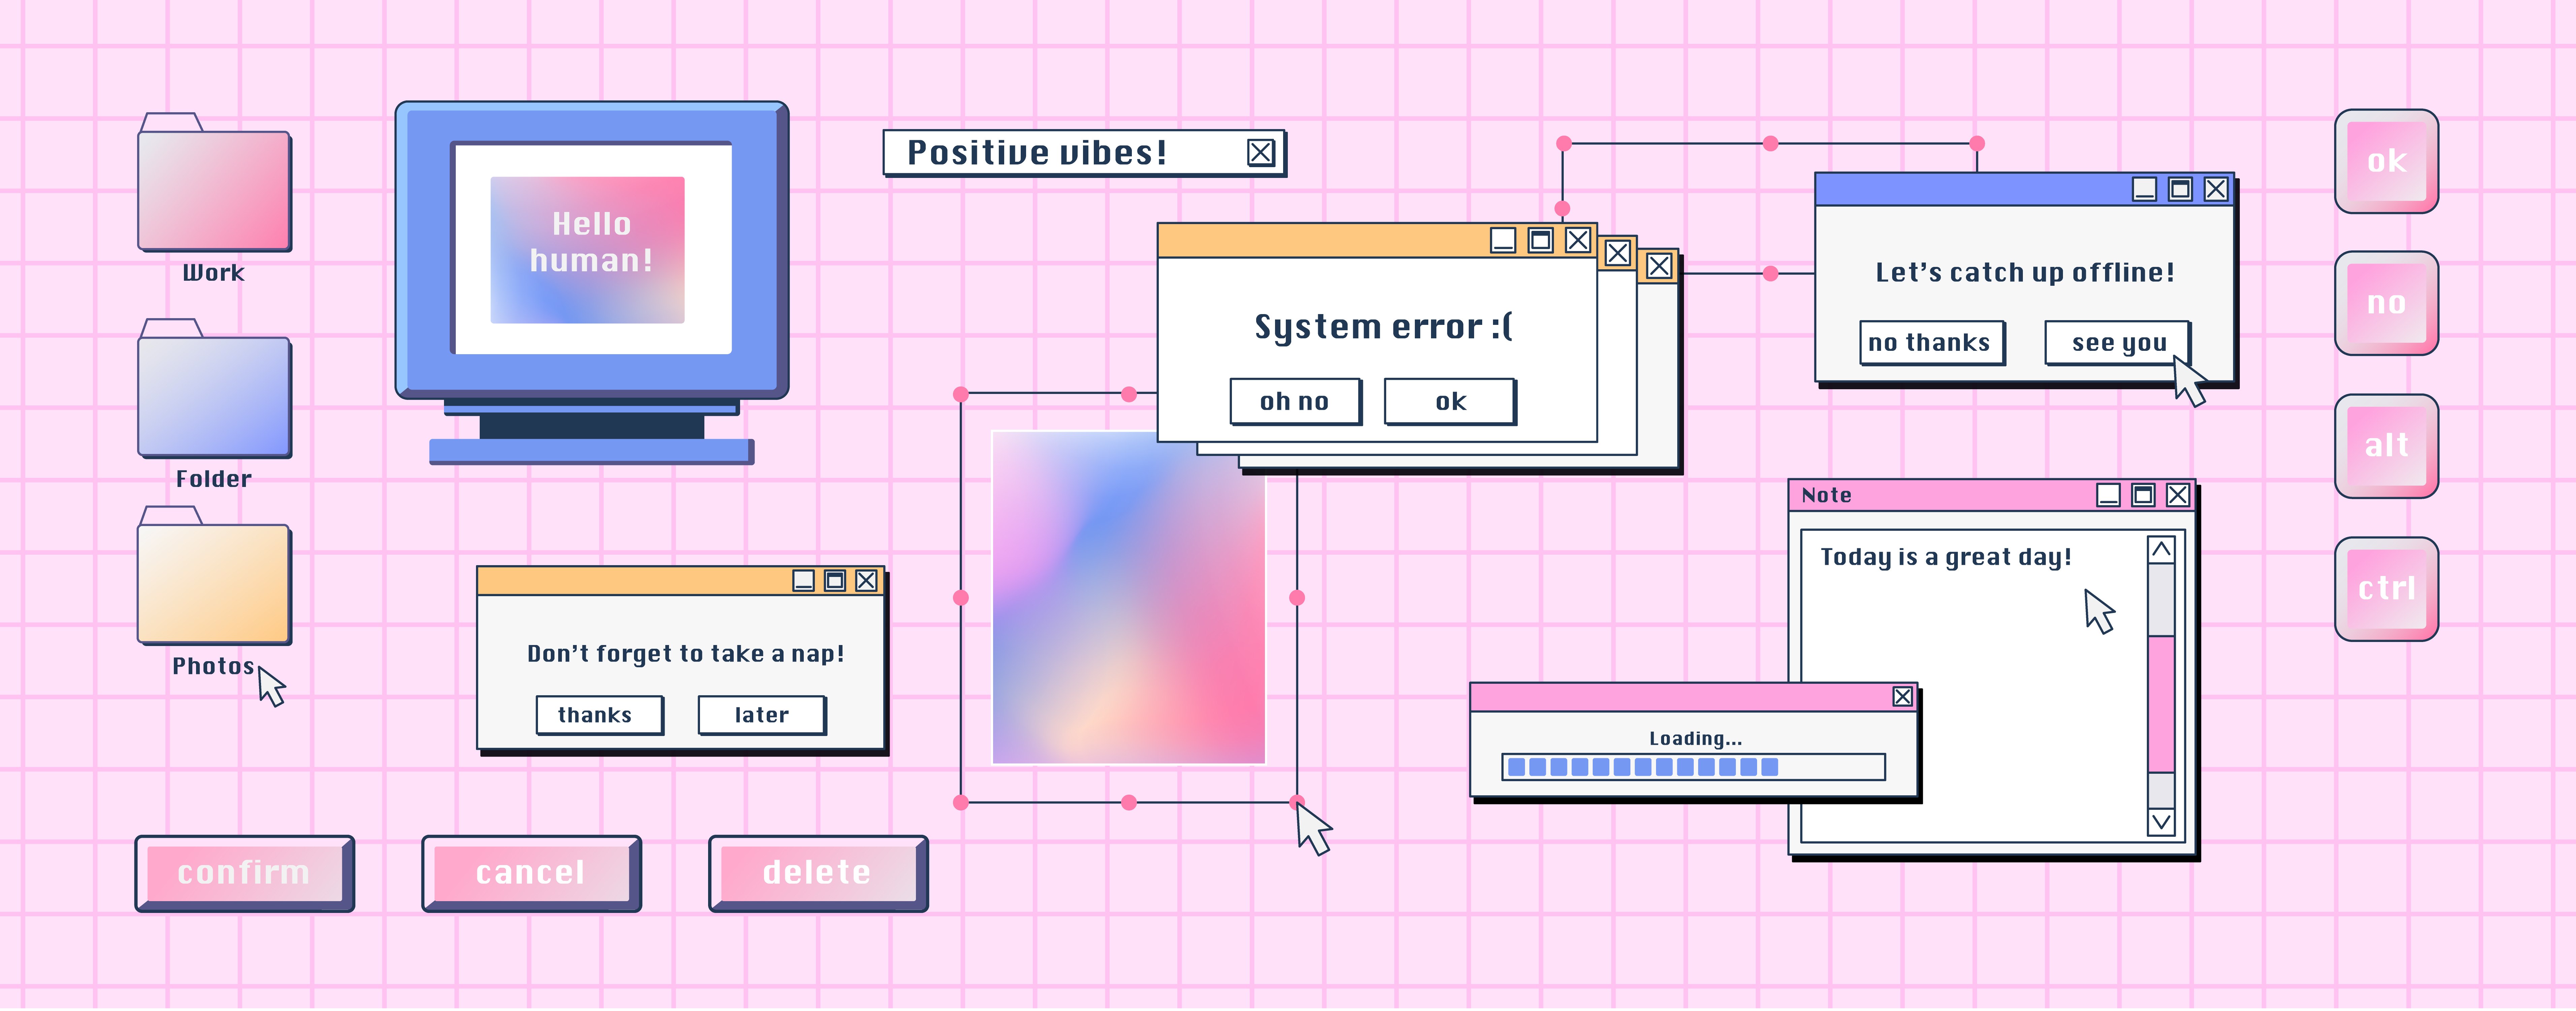 Work
Folder
Photos
Hello
human!
Positive vibes!
System error :(
oh no
ok
Let's catch up offline!
no thanks
see you
ok
no
alt
ctrl
Don't forget to take a nap!
thanks
later
Note
Today is a great day!
Loading...
confirm
cancel
delete